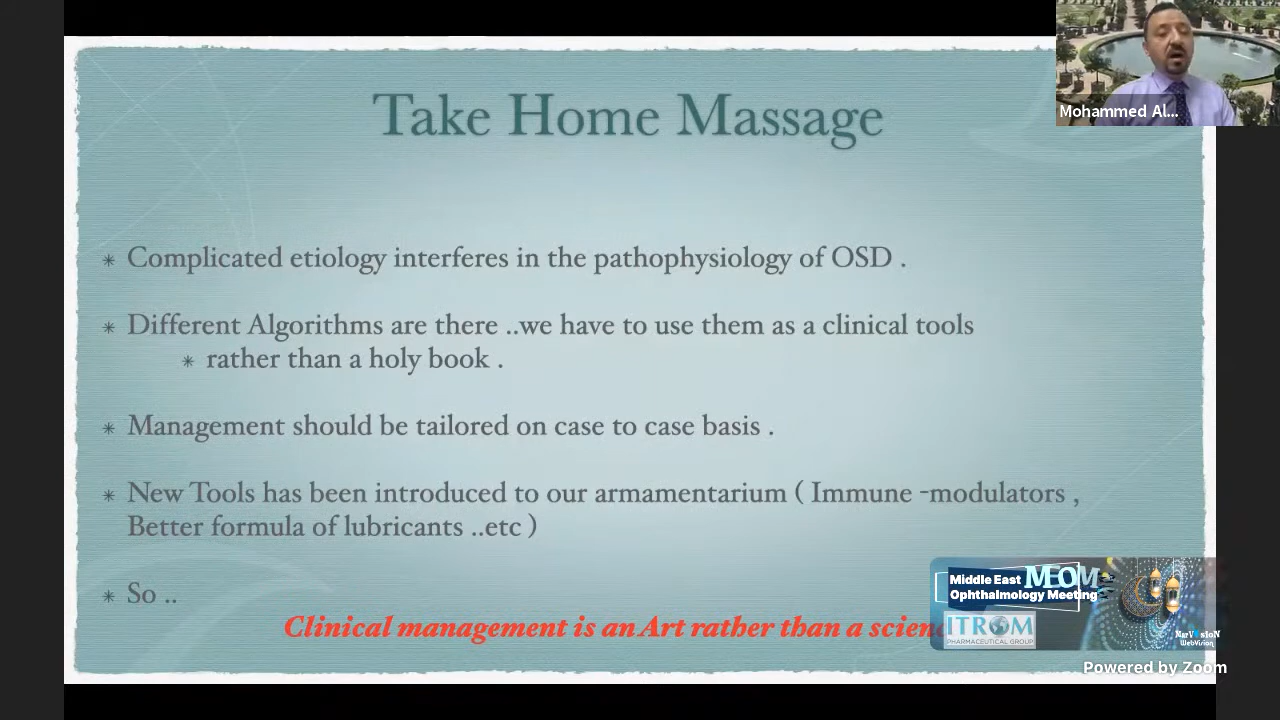 Take Home Massage
Mohammed Al...
* Complicated etiology interferes in the pathophysiology of OSD .
* Different Algorithms are there ..we have to use them as a clinical tools
* rather than a holy book .
* Management should be tailored on case to case basis .
* New Tools has been introduced to our armamentarium ( Immune -modulators ,
Better formula of lubricants ..etc )
* So ..
Clinical management is an Art rather than a
Middle East MEOM
Ophthalmology Meeting
ITROM
PHARMACEUTICAL GROUP
WebVision
Powered by Zoom